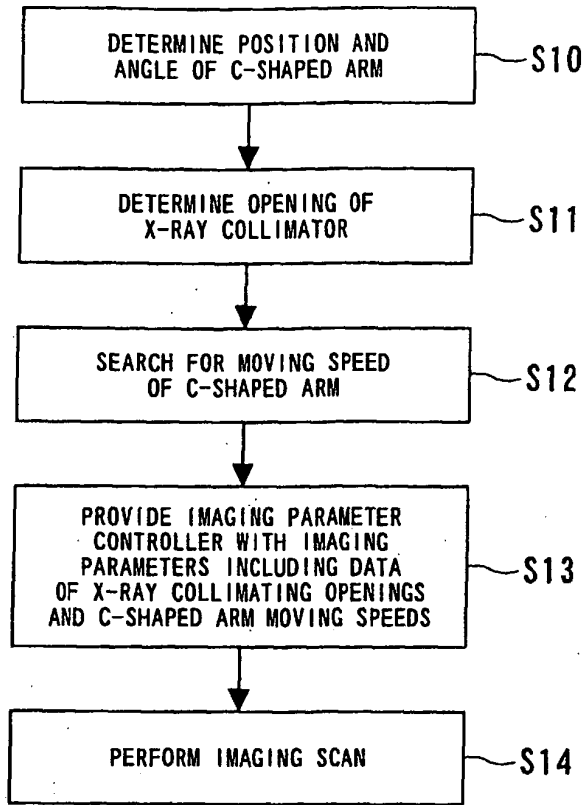 DETERMINE POSITION AND
ANGLE OF C-SHAPED ARM
S10
DETERMINE OPENING OF
X-RAY COLLIMATOR
S11
SEARCH FOR MOVING SPEED
OF C-SHAPED ARM
S12
PROVIDE IMAGING PARAMETER
CONTROLLER WITH IMAGING
PARAMETERS INCLUDING DATA
OF X-RAY COLLIMATING OPENINGS
AND C-SHAPED ARM MOVING SPEEDS
S13
PERFORM IMAGING SCAN
S14